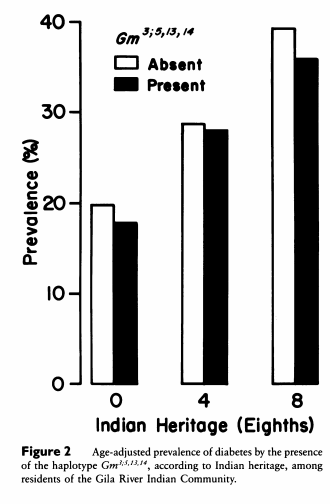 40
Gm3;5,13,14
Absent
Present
30
20
10
0
Prevalence (%)
0 4 8
Indian Heritage (Eighths)
Figure 2 Age-adjusted prevalence of diabetes by the presence
of the haplotype Gm3;5,13,14, according to Indian heritage, among
residents of the Gila River Indian Community.